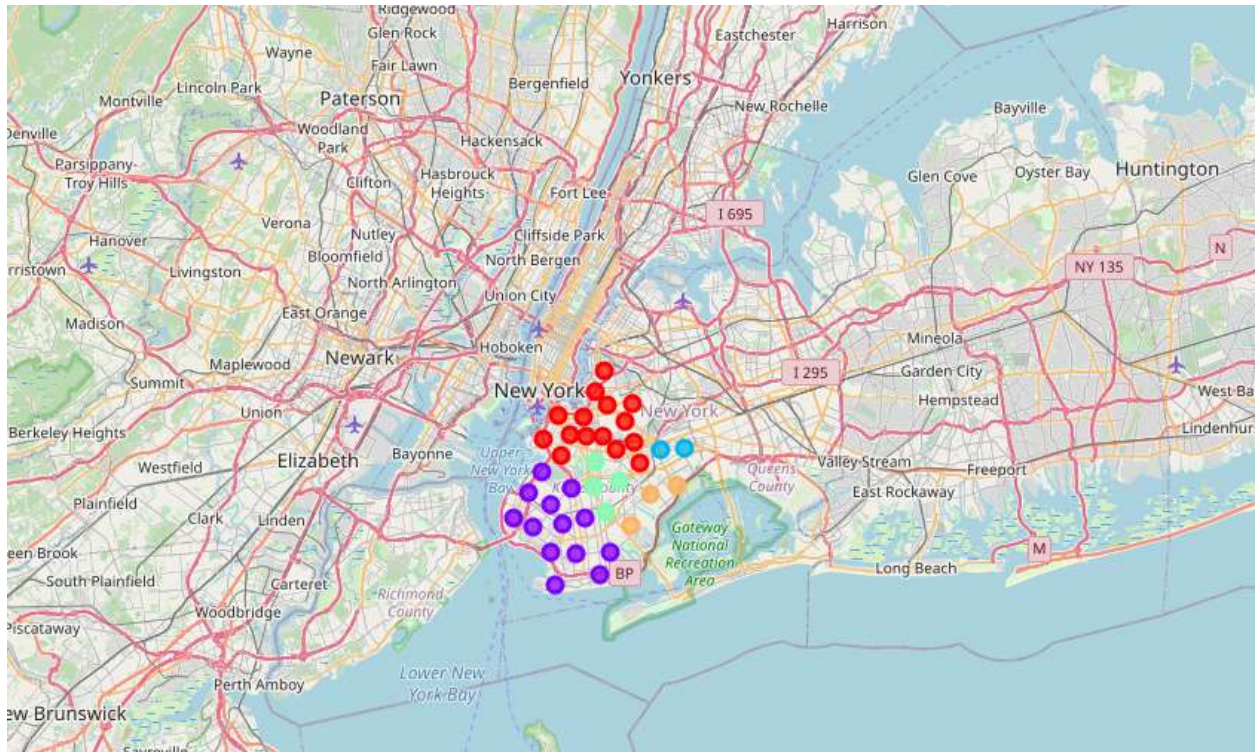 Ridgewood
Glen Rock
Harrison
Eastchester
Wayne
Fair Lawn
Bergenfield
Yonkers
Lincoln Park
Paterson
New Rochelle
Montville
Bayville
Denville
Woodland
Park
Hackensack
Parsippany-
Troy Hills
Hasbrouck
Heights
Clifton
Fort Lee
Glen Cove
Oyster Bay
Huntington
I 695
Verona
Nutley
Cliffside Park
Hanover
Bloomfield
North Bergen
N
NY 135
rristown
Livingston
North Arlington
Union City
East Orange
Madison
Hoboken
Mineola
Newark
Maplewood
I 295
Garden City
Summit
New York
West Ba
Union
New York
Hempstead
Berkeley Heights
Lindenhurs
Elizabeth
Bayonne
Upper
New York
Bay
Westfield
Queens
County
Valley Stream
Freeport
Plainfield
East Rockaway
Clark
Linden
Gateway
National
Recreation
Area
een Brook
M
South Plainfield
Carteret
BP
Long Beach
Richmond
County
Woodbridge
Piscataway
Lower New
York Bay
Perth Amboy
ew Brunswick
Sayreville